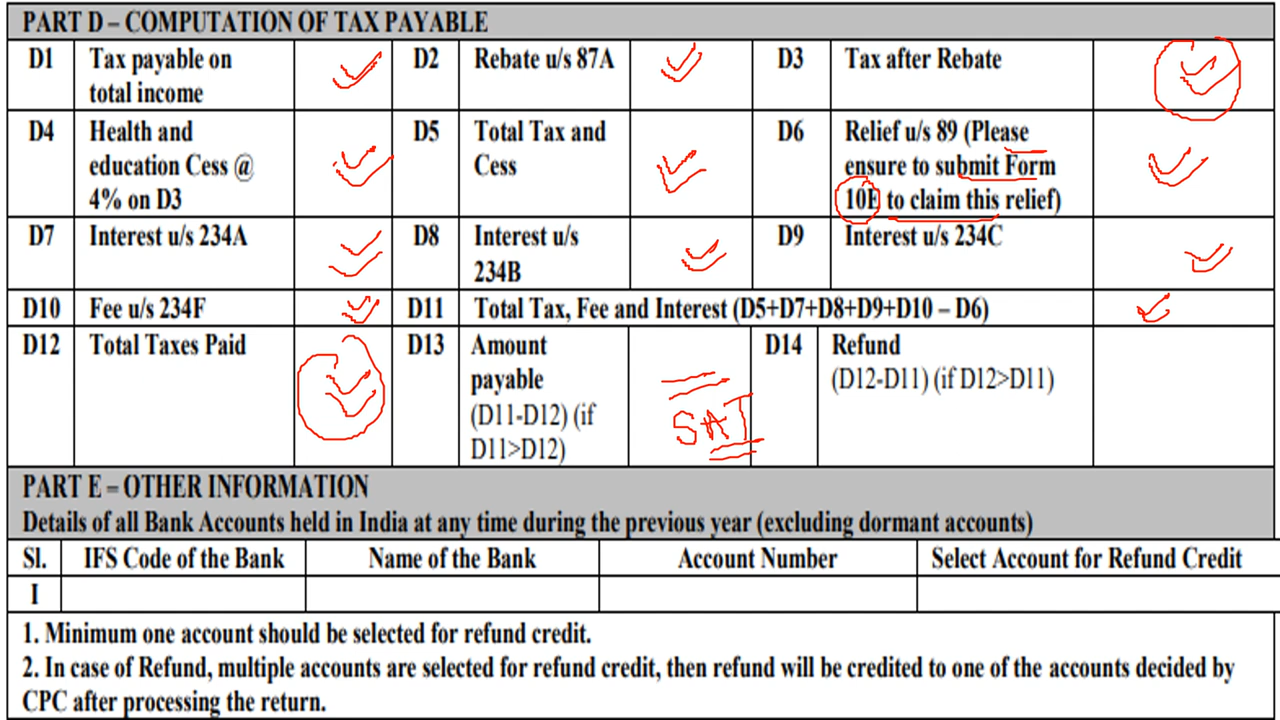 PART D – COMPUTATION OF TAX PAYABLE
D1 Tax payable on total income D2 Rebate u/s 87A D3 Tax after Rebate
D4 Health and education Cess @ 4% on D3 D5 Total Tax and Cess D6 Relief u/s 89 (Please ensure to submit Form 10E to claim this relief)
D7 Interest u/s 234A D8 Interest u/s 234B D9 Interest u/s 234C
D10 Fee u/s 234F D11 Total Tax, Fee and Interest (D5+D7+D8+D9+D10 – D6)
D12 Total Taxes Paid D13 Amount payable (D11-D12) (if D11>D12) SAT D14 Refund (D12-D11) (if D12>D11)
PART E – OTHER INFORMATION
Details of all Bank Accounts held in India at any time during the previous year (excluding dormant accounts)
Sl. IFS Code of the Bank Name of the Bank Account Number Select Account for Refund Credit
I
1. Minimum one account should be selected for refund credit.
2. In case of Refund, multiple accounts are selected for refund credit, then refund will be credited to one of the accounts decided by
CPC after processing the return.